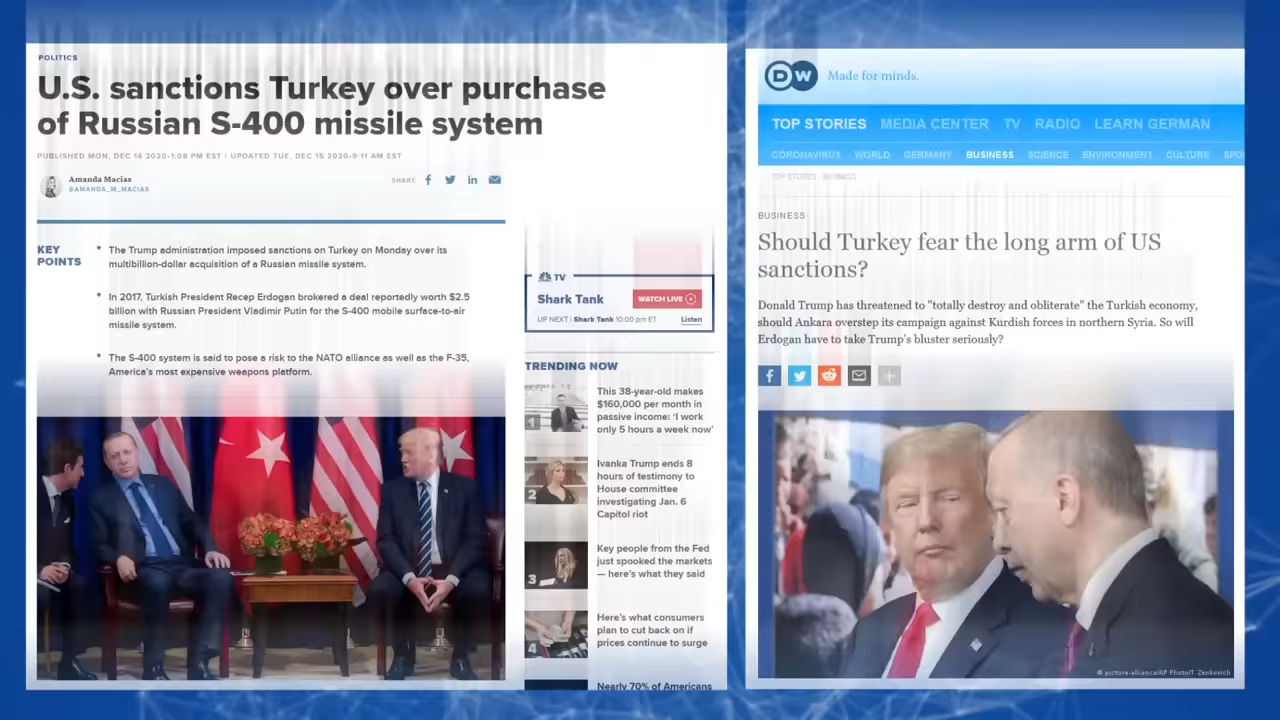 POLITICS
U.S. sanctions Turkey over purchase
of Russian S-400 missile system
PUBLISHED MON, DEC 14 2020•1:08 PM EST | UPDATED TUE, DEC 15 2020•9:11 AM EST
Amanda Macias
@AMANDA_M_MACIAS
SHARE
KEY
POINTS
• The Trump administration imposed sanctions on Turkey on Monday over its
multibillion-dollar acquisition of a Russian missile system.
• In 2017, Turkish President Recep Erdogan brokered a deal reportedly worth $2.5
billion with Russian President Vladimir Putin for the S-400 mobile surface-to-air
missile system.
• The S-400 system is said to pose a risk to the NATO alliance as well as the F-35,
America's most expensive weapons platform.
TV
Shark Tank
WATCH LIVE
UP NEXT | Shark Tank 10:00 pm ET
Listen
TRENDING NOW
1
This 38-year-old makes
$160,000 per month in
passive income: 'I work
only 5 hours a week now'
2
Ivanka Trump ends 8
hours of testimony to
House committee
investigating Jan. 6
Capitol riot
3
Key people from the Fed
just spooked the markets
— here's what they said
4
Here's what consumers
plan to cut back on if
prices continue to surge
Nearly 70% of Americans
DW Made for minds.
TOP STORIES MEDIA CENTER TV RADIO LEARN GERMAN
CORONAVIRUS WORLD GERMANY BUSINESS SCIENCE ENVIRONMENT CULTURE SPO
TOP STORIES BUSINESS
BUSINESS
Should Turkey fear the long arm of US
sanctions?
Donald Trump has threatened to "totally destroy and obliterate" the Turkish economy,
should Ankara overstep its campaign against Kurdish forces in northern Syria. So will
Erdogan have to take Trump's bluster seriously?
© picture-alliance/AP Photo/T. Zenkovich